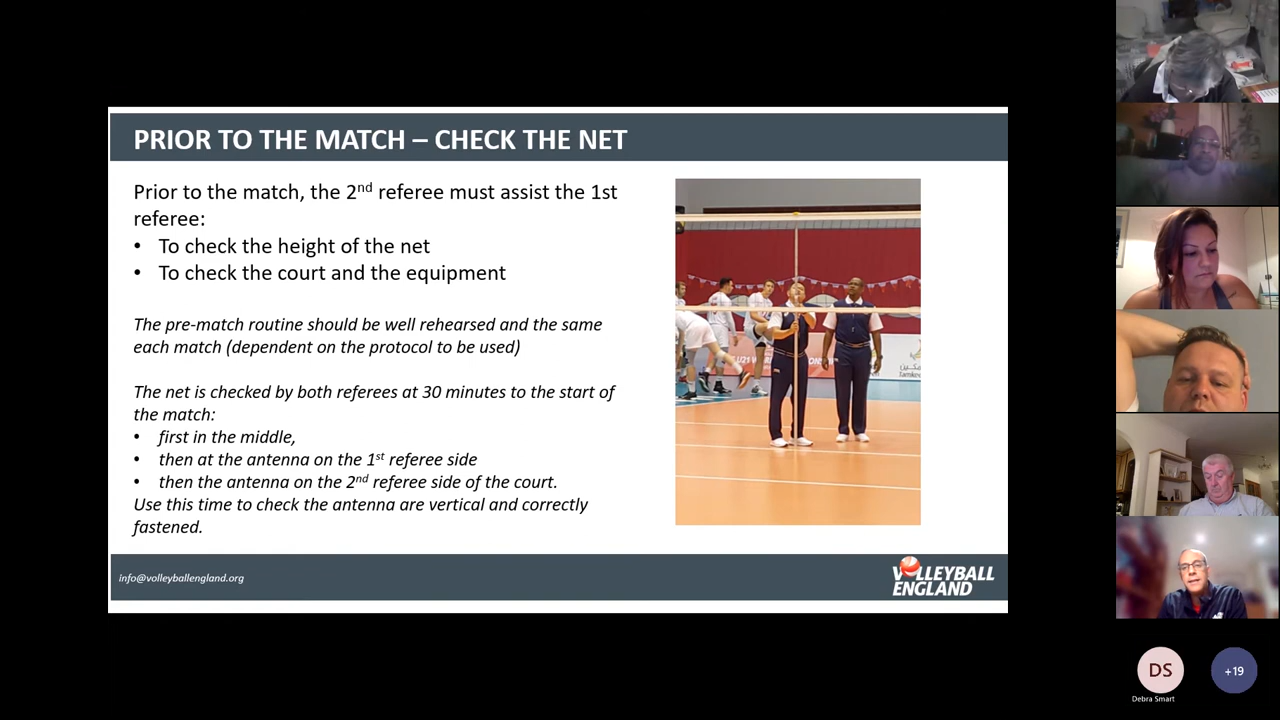 PRIOR TO THE MATCH – CHECK THE NET
Prior to the match, the 2nd referee must assist the 1st
referee:
• To check the height of the net
• To check the court and the equipment
The pre-match routine should be well rehearsed and the same
each match (dependent on the protocol to be used)
The net is checked by both referees at 30 minutes to the start of
the match:
• first in the middle,
• then at the antenna on the 1st referee side
• then the antenna on the 2nd referee side of the court.
Use this time to check the antenna are vertical and correctly
fastened.
info@volleyballengland.org
VOLLEYBALL
ENGLAND
DS
+19
Debra Smart